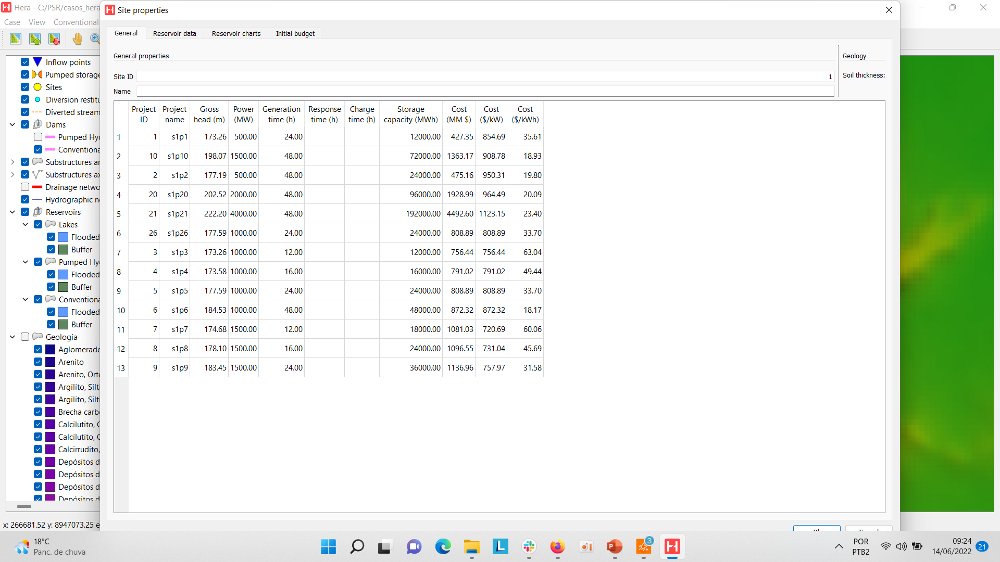 Hera - C:/PSR/casos_hera
Site properties
Case View Conventional
General Reservoir data Reservoir charts Initial budget
General properties
Geology
Site ID 1
Soil thickness:
Name
Project ID Project name Gross head (m) Power (MW) Generation time (h) Response time (h) Charge time (h) Storage capacity (MWh) Cost (MM $) Cost ($/kW) Cost ($/kWh)
1 1 s1p1 173.26 500.00 24.00 12000.00 427.35 854.69 35.61
2 10 s1p10 198.07 1500.00 48.00 72000.00 1363.17 908.78 18.93
3 2 s1p2 177.19 500.00 48.00 24000.00 475.16 950.31 19.80
4 20 s1p20 202.52 2000.00 48.00 96000.00 1928.99 964.49 20.09
5 21 s1p21 222.20 4000.00 48.00 192000.00 4492.60 1123.15 23.40
6 26 s1p26 177.59 1000.00 24.00 24000.00 808.89 808.89 33.70
7 3 s1p3 173.26 1000.00 12.00 12000.00 756.44 756.44 63.04
8 4 s1p4 173.58 1000.00 16.00 16000.00 791.02 791.02 49.44
9 5 s1p5 177.59 1000.00 24.00 24000.00 808.89 808.89 33.70
10 6 s1p6 184.53 1000.00 48.00 48000.00 872.32 872.32 18.17
11 7 s1p7 174.68 1500.00 12.00 18000.00 1081.03 720.69 60.06
12 8 s1p8 178.10 1500.00 16.00 24000.00 1096.55 731.04 45.69
13 9 s1p9 183.45 1500.00 24.00 36000.00 1136.96 757.97 31.58
Inflow points
Pumped storage
Sites
Diversion restitu
Diverted stream
Dams
Pumped Hy
Conventiona
Substructures ar
Substructures ax
Drainage netwo
Hydrographic n
Reservoirs
Lakes
Flooded
Buffer
Pumped Hy
Flooded
Buffer
Conventiona
Flooded
Buffer
Geologia
Aglomerado
Arenito
Arenito, Orto
Argilito, Silti
Argilito, Silti
Brecha carb
Calcilutito, C
Calcilutito, C
Calcirrudito,
Depósitos d
Depósitos d
Depósitos d
Depósitos d
x: 266681.52 y: 8947073.25 e
18°C
Panc. de chuva
3
POR
PTB2
09:24
14/06/2022
21